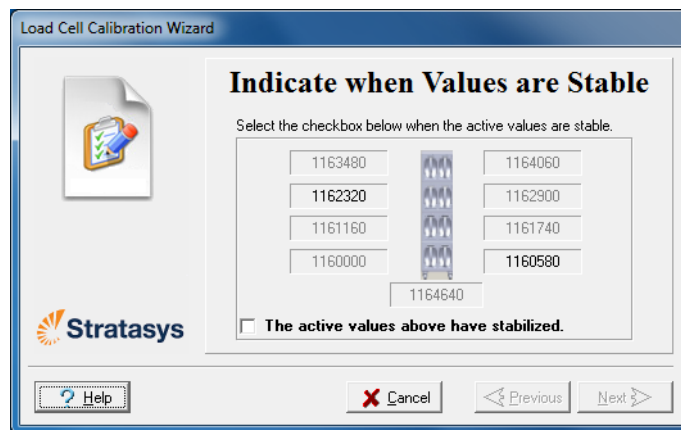 Load Cell Calibration Wizard
Indicate when Values are Stable
Select the checkbox below when the active values are stable.
1163480 1164060
1162320 1162900
1161160 1161740
1160000 1160580
1164640
The active values above have stabilized.
Stratasys
? Help Cancel Previous Next